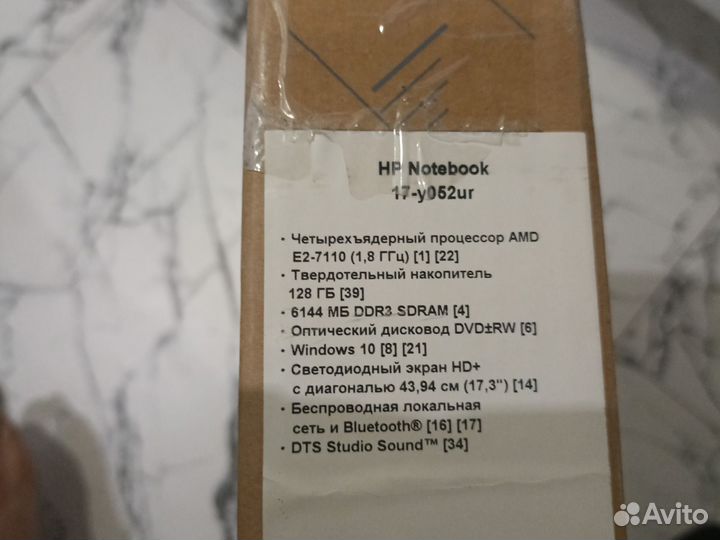 HP Notebook
17-y052ur
· Четырехъядерный процессор AMD
E2-7110 (1,8 ГГц) [1] [22]
· Твердотельный накопитель
128 ГБ [39]
· 6144 МБ DDR3 SDRAM [4]
· Оптический дисковод DVD±RW [6]
· Windows 10 [8] [21]
· Светодиодный экран HD+
с диагональю 43,94 см (17,3") [14]
· Беспроводная локальная
сеть и Bluetooth® [16] [17]
· DTS Studio Sound™ [34]
Avito